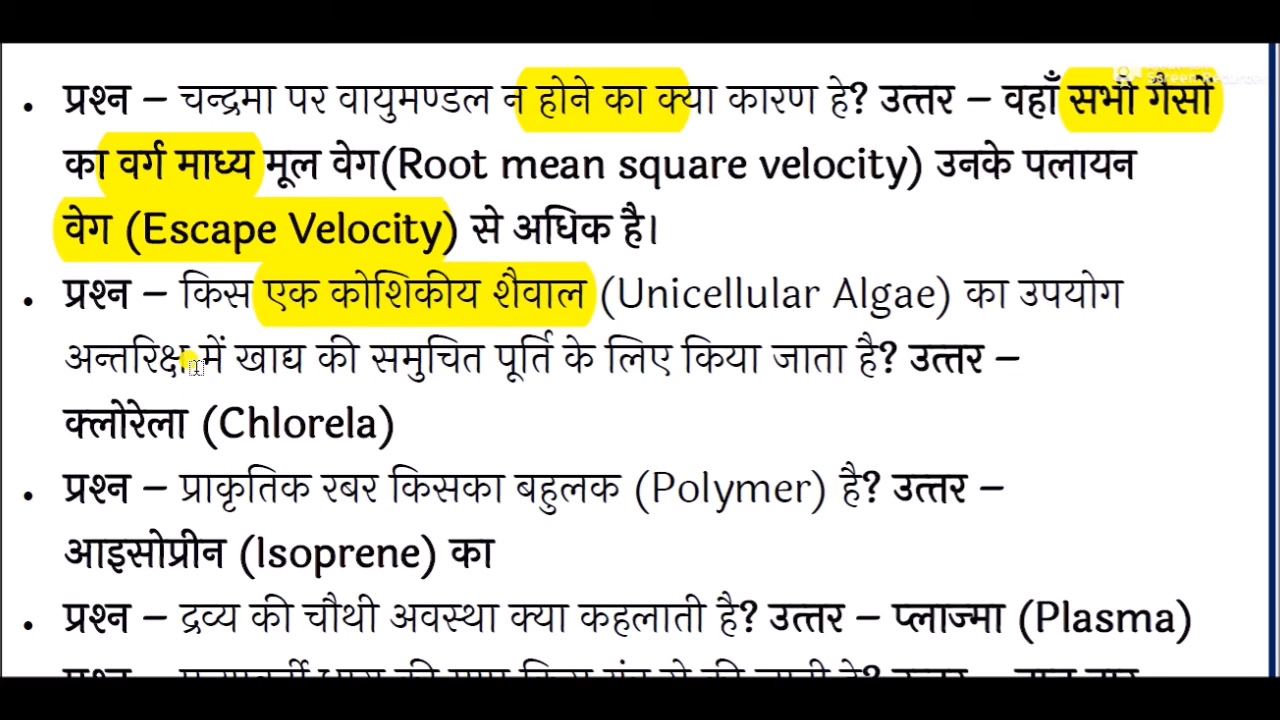 • प्रश्न – चन्द्रमा पर वायुमण्डल न होने का क्या कारण हे? उत्तर – वहाँ सभी गैसों
का वर्ग माध्य मूल वेग(Root mean square velocity) उनके पलायन
वेग (Escape Velocity) से अधिक है।
• प्रश्न – किस एक कोशिकीय शैवाल (Unicellular Algae) का उपयोग
अन्तरिक्ष में खाद्य की समुचित पूर्ति के लिए किया जाता है? उत्तर –
क्लोरेला (Chlorela)
• प्रश्न – प्राकृतिक रबर किसका बहुलक (Polymer) है? उत्तर –
आइसोप्रीन (Isoprene) का
• प्रश्न – द्रव्य की चौथी अवस्था क्या कहलाती है? उत्तर – प्लाज्मा (Plasma)